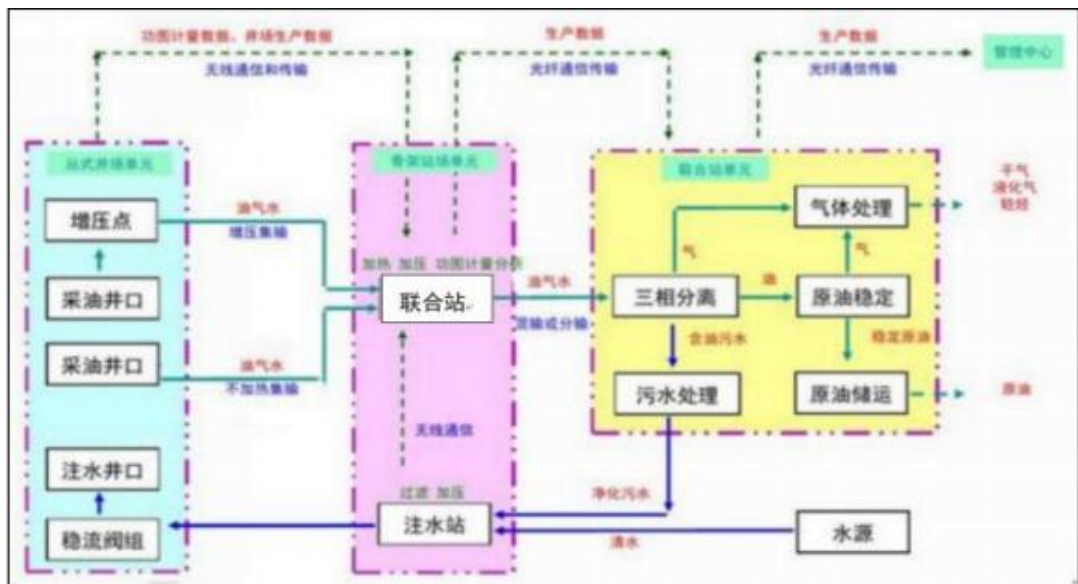 功图计量数据、井场生产数据
无线通信和传输
生产数据
光纤通信传输
生产数据
光纤通信传输
管理中心
丛式井场单元
骨架站场单元
联合站单元
增压点
采油井口
采油井口
注水井口
稳流阀组
油气水
增压集输
油气水
不加热集输
加热 加压 功图计量分析
联合站
无线通信
过滤 加压
注水站
油气水
混输或分输
三相分离
气
油
气
含油污水
稳定原油
气体处理
原油稳定
污水处理
原油储运
干气
液化气
轻烃
原油
净化污水
清水
水源